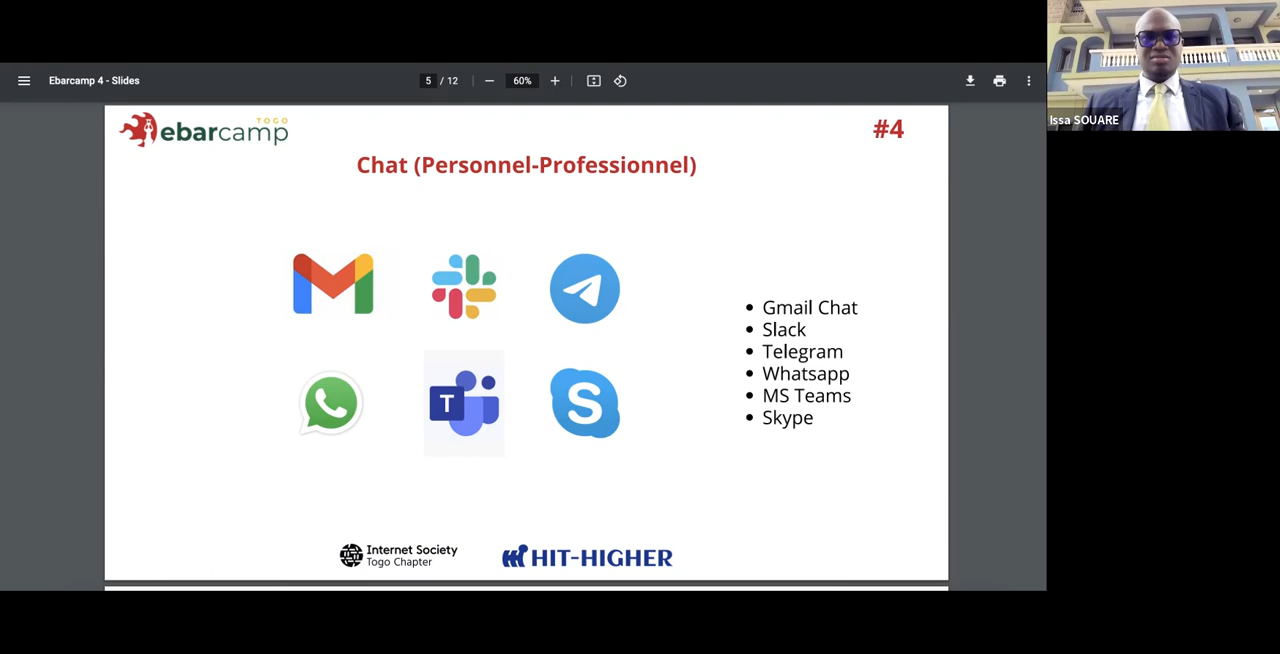 Ebarcamp 4 - Slides
5 / 12
60%
Issa SOUARE
TOGO
ebarcamp
#4
Chat (Personnel-Professionnel)
• Gmail Chat
• Slack
• Telegram
• Whatsapp
• MS Teams
• Skype
T
S
Internet Society
Togo Chapter
HIT-HIGHER